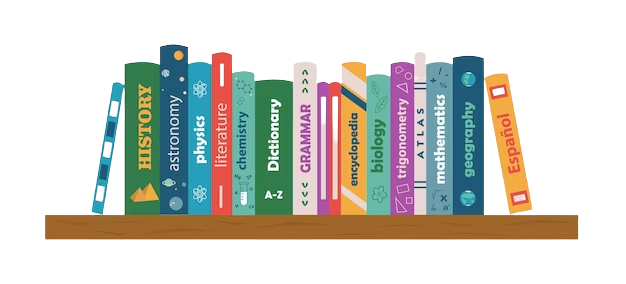 HISTORY
astronomy
physics
literature
chemistry
Dictionary
A-Z
GRAMMAR
encyclopedia
biology
trigonometry
ATLAS
mathematics
geography
Español